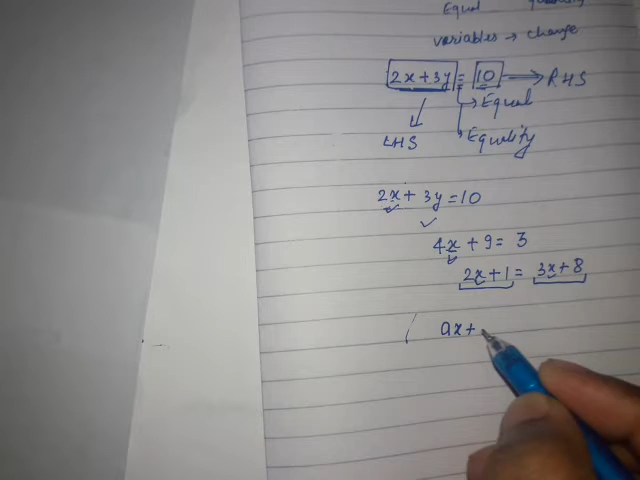 Equal
variables → change
2x+3y = 10 → RHS
→ Equal
LHS
Equality
2x + 3y = 10
4x + 9 = 3
2x + 1 = 3x + 8
ax+